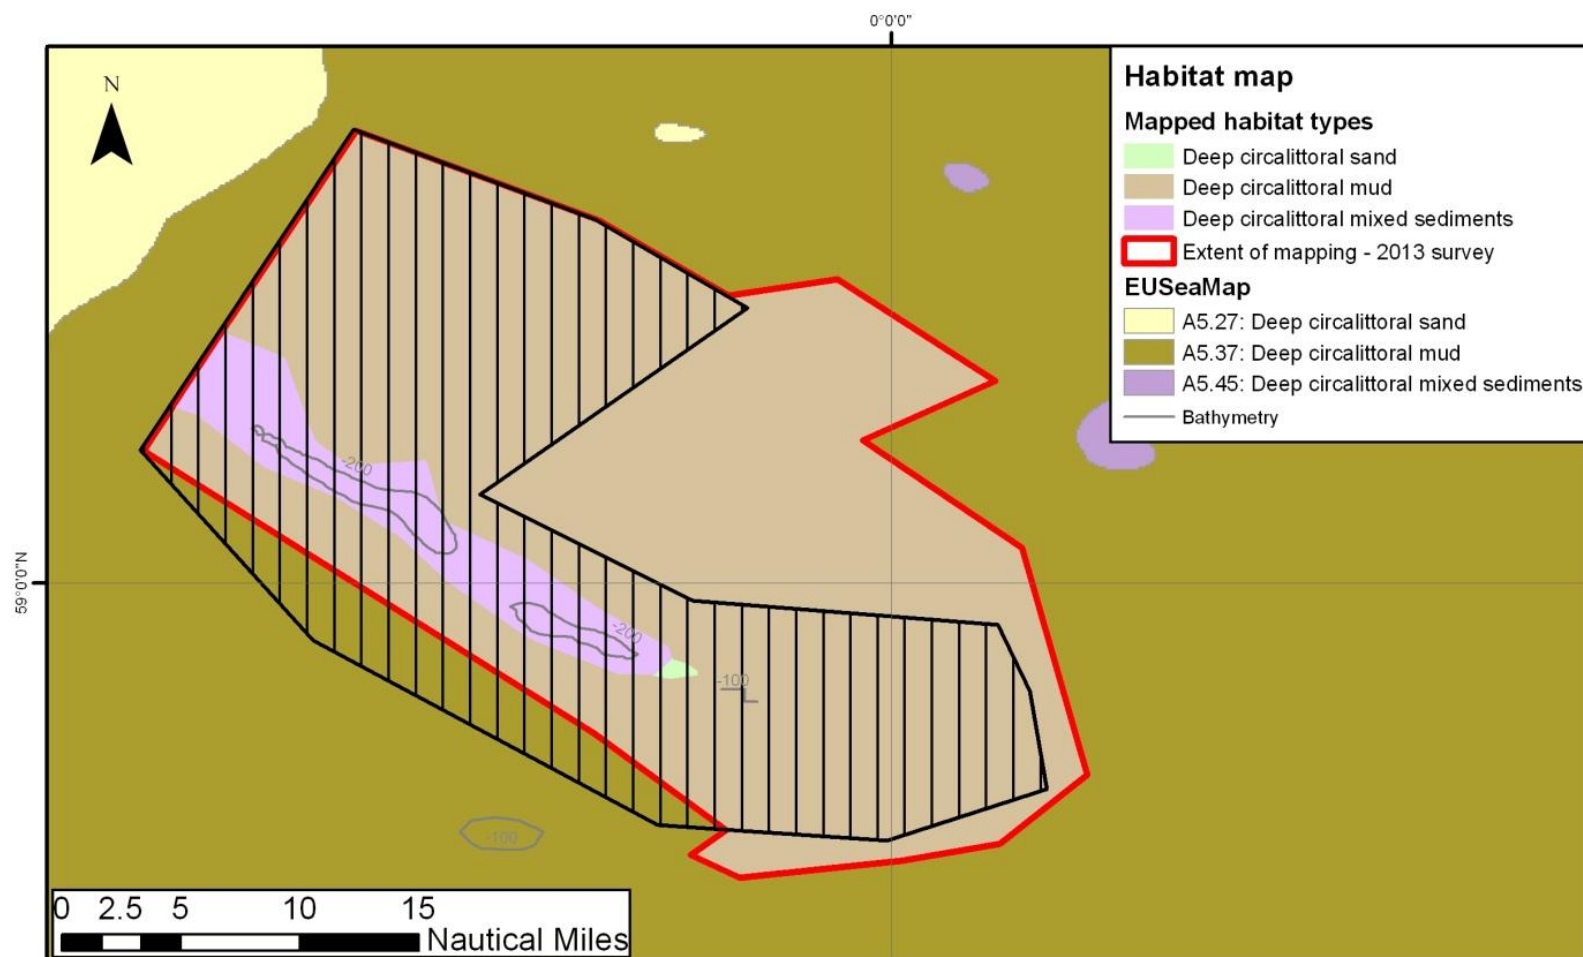 0°0'0"
N
Habitat map
Mapped habitat types
Deep circalittoral sand
Deep circalittoral mud
Deep circalittoral mixed sediments
Extent of mapping - 2013 survey
EUSeaMap
A5.27: Deep circalittoral sand
A5.37: Deep circalittoral mud
A5.45: Deep circalittoral mixed sediments
Bathymetry
-200
59°0'0"N
-200
-100
-100
0 2.5 5 10 15
Nautical Miles